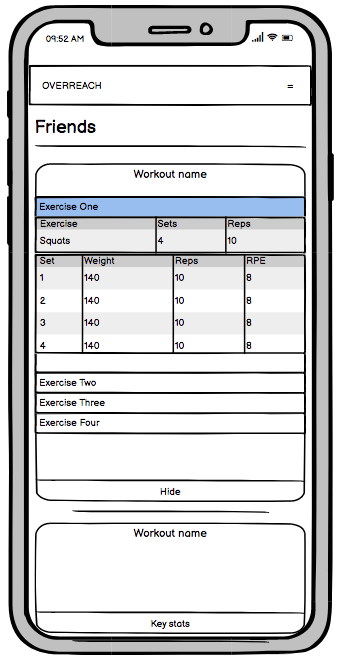 09:52 AM
OVERREACH =
Friends
Workout name
Exercise One
Exercise Sets Reps
Squats 4 10
Set Weight Reps RPE
1 140 10 8
2 140 10 8
3 140 10 8
4 140 10 8
Exercise Two
Exercise Three
Exercise Four
Hide
Workout name
Key stats